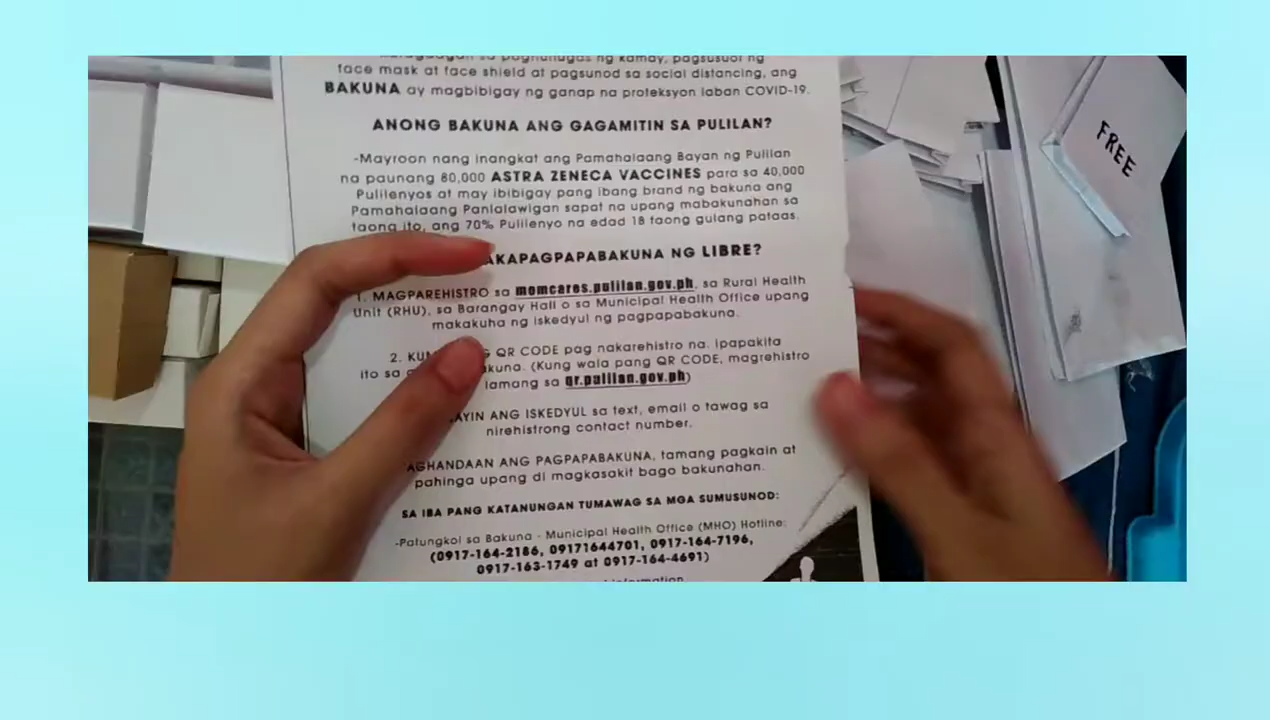 face mask at face shield at pagsunod sa social distancing, ang
BAKUNA ay magbibigay ng ganap na proteksyon laban COVID-19.
ANONG BAKUNA ANG GAGAMITIN SA PULILAN?
-Mayroon nang inangkat ang Pamahalaang Bayan ng Pulilan
na paunang 80,000 ASTRA ZENECA VACCINES para sa 40,000
Pulilenyos at may ibibigay pang ibang brand ng bakuna ang
Pamahalaang Panlalawigan sapat na upang mabakunahan sa
taong ito, ang 70% Pulilenyo na edad 18 taong gulang pataas.
AKAPAGPAPABAKUNA NG LIBRE?
1. MAGPAREHISTRO sa momcares.pulilan.gov.ph, sa Rural Health
Unit (RHU), sa Barangay Hall o sa Municipal Health Office upang
makakuha ng iskedyul ng pagpapabakuna.
2. QR CODE pag nakarehistro na. Ipapakita
ito sa akuna. (Kung wala pang QR CODE, magrehistro
lamang sa qr.pulilan.gov.ph)
AYIN ANG ISKEDYUL sa text, email o tawag sa
nirehistrong contact number.
AGHANDAAN ANG PAGPAPABAKUNA, tamang pagkain at
pahinga upang di magkasakit bago bakunahan.
SA IBA PANG KATANUNGAN TUMAWAG SA MGA SUMUSUNOD:
-Patungkol sa Bakuna - Municipal Health Office (MHO) Hotline:
(0917-164-2186, 09171644701, 0917-164-7196,
0917-163-1749 at 0917-164-4691)
FREE